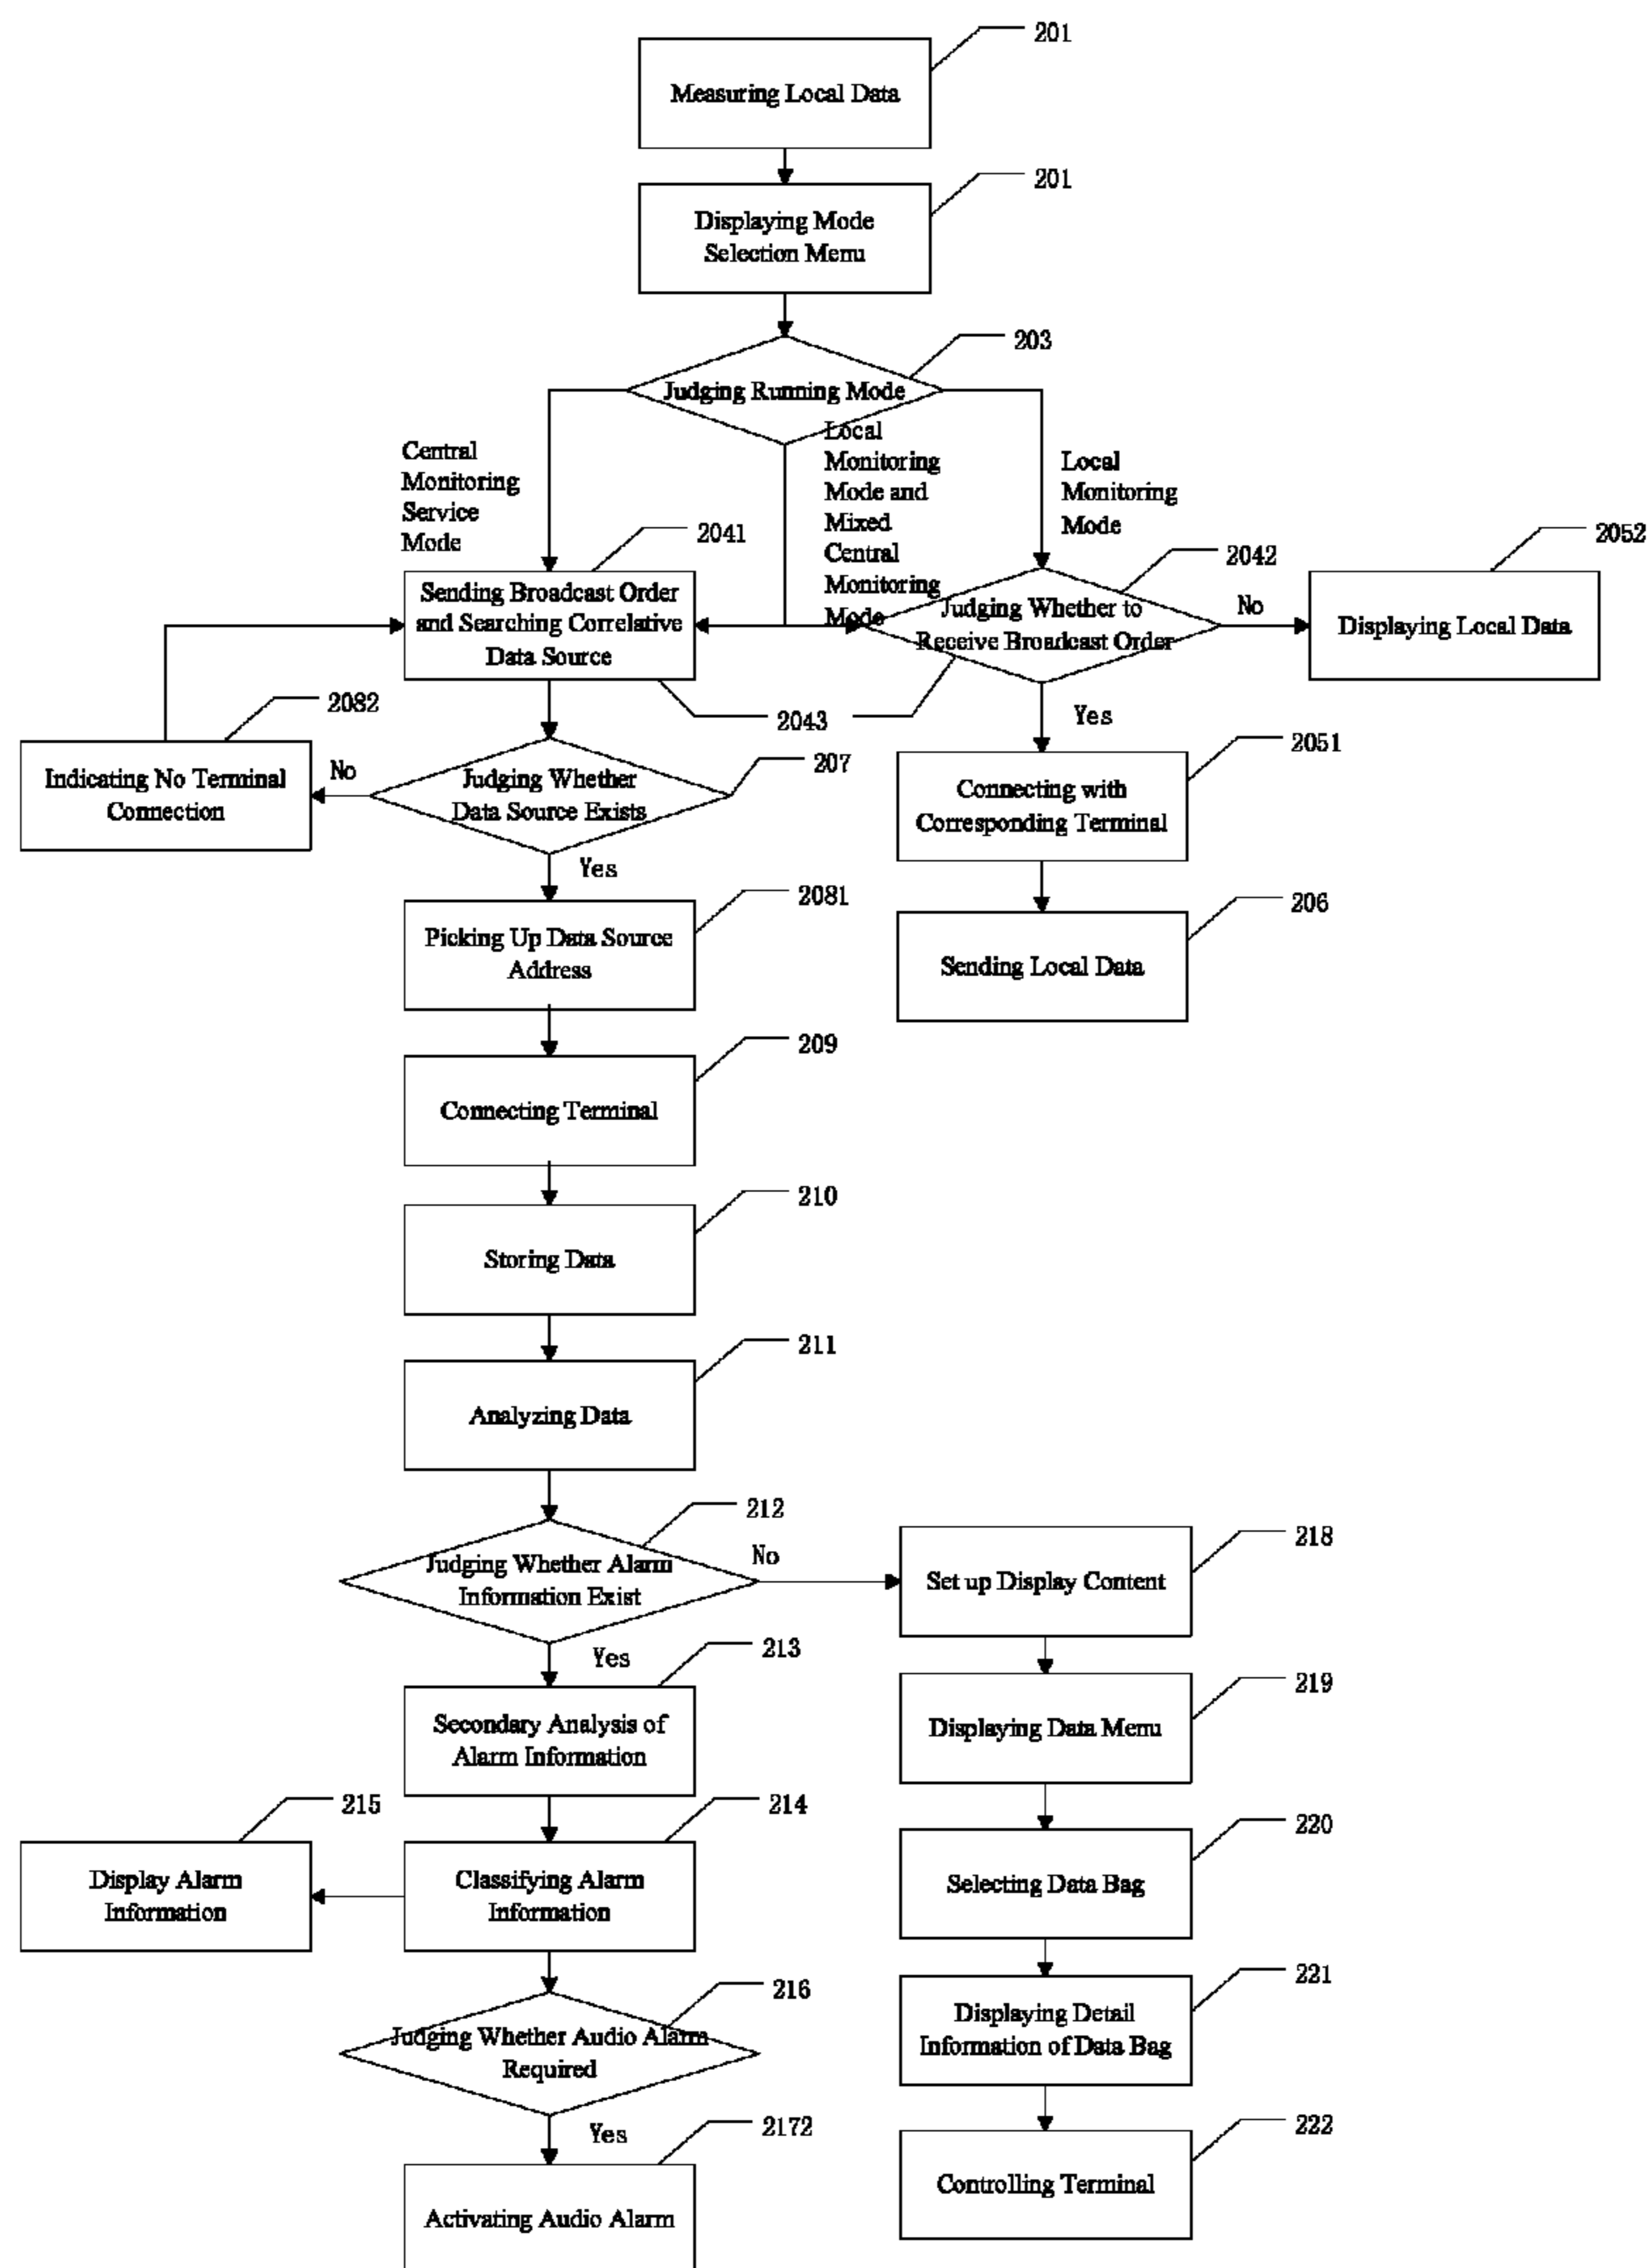 201
Measuring Local Data
201
Displaying Mode
Selection Menu
203
Judging Running Mode
Central
Monitoring
Service
Mode
Local
Monitoring
Mode and
Mixed
Central
Monitoring
Mode
Local
Monitoring
Mode
2041
Sending Broadcast Order
and Searching Correlative
Data Source
2042
Judging Whether to
Receive Broadcast Order
No
2052
Displaying Local Data
2043
Yes
2082
Indicating No Terminal
Connection
No
207
Judging Whether
Data Source Exists
Yes
2051
Connecting with
Corresponding Terminal
2081
Picking Up Data Source
Address
206
Sending Local Data
209
Connecting Terminal
210
Storing Data
211
Analyzing Data
212
Judging Whether Alarm
Information Exist
No
218
Set up Display Content
Yes
213
Secondary Analysis of
Alarm Information
219
Displaying Data Menu
215
Display Alarm
Information
214
Classifying Alarm
Information
220
Selecting Data Bag
216
Judging Whether Audio Alarm
Required
221
Displaying Detail
Information of Data Bag
Yes
2172
Activating Audio Alarm
222
Controlling Terminal